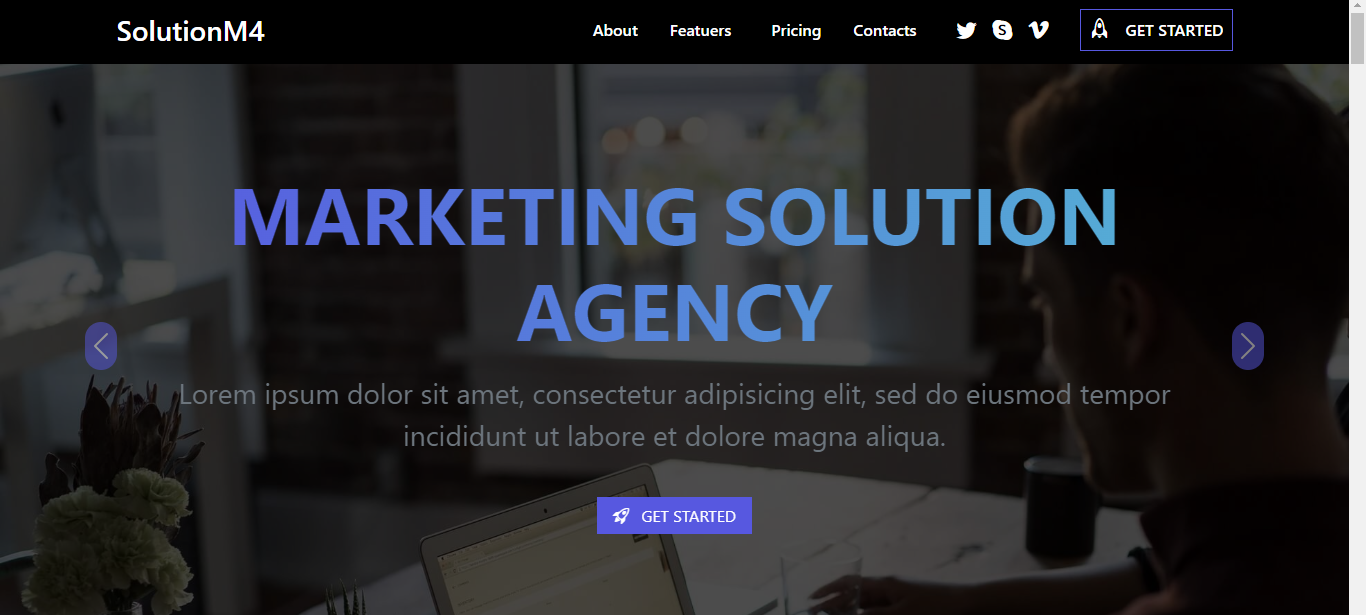 SolutionM4
About
Featuers
Pricing
Contacts
GET STARTED
MARKETING SOLUTION
AGENCY
Lorem ipsum dolor sit amet, consectetur adipisicing elit, sed do eiusmod tempor
incididunt ut labore et dolore magna aliqua.
GET STARTED